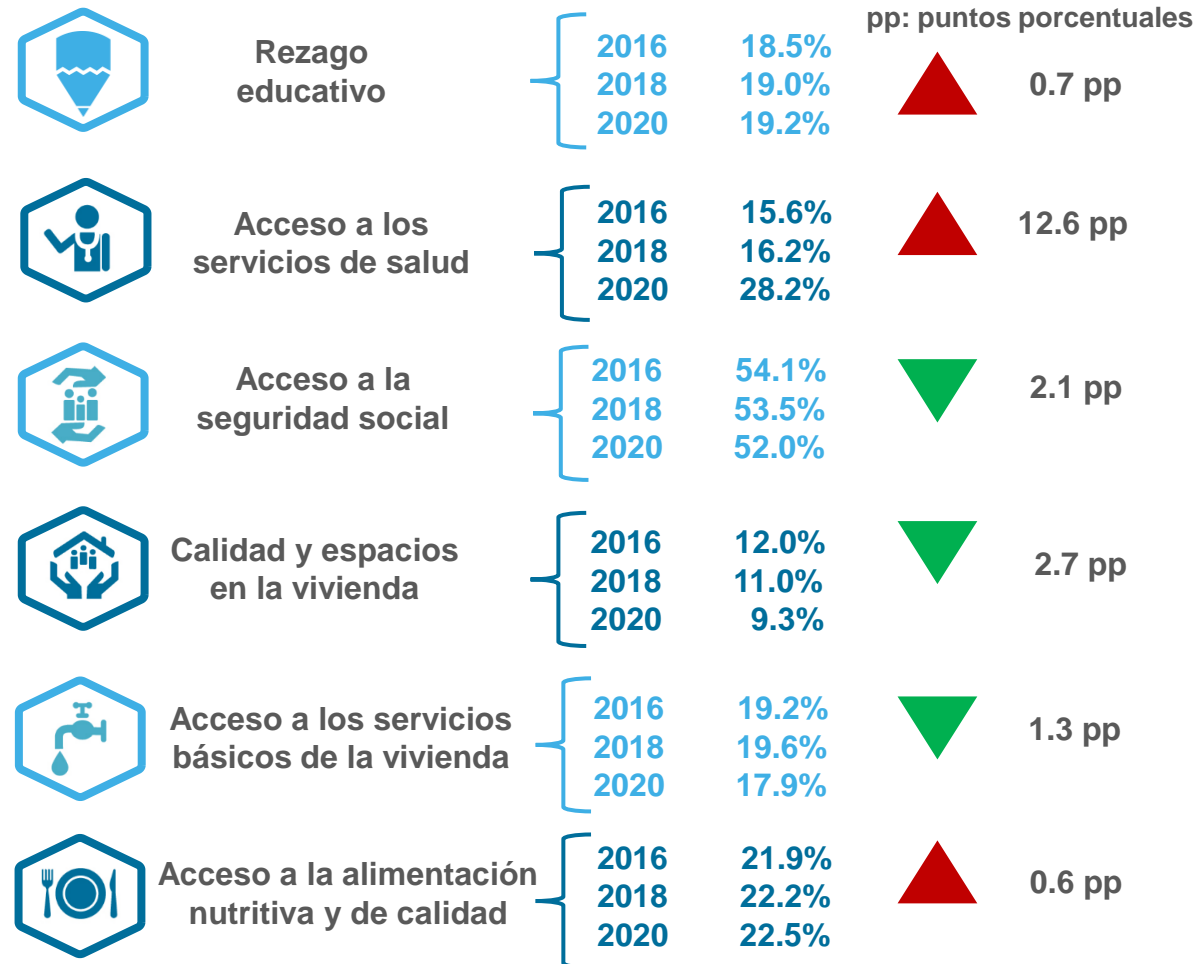 pp: puntos porcentuales
Rezago
educativo
2016 18.5%
2018 19.0%
2020 19.2%
0.7 pp
Acceso a los
servicios de salud
2016 15.6%
2018 16.2%
2020 28.2%
12.6 pp
Acceso a la
seguridad social
2016 54.1%
2018 53.5%
2020 52.0%
2.1 pp
Calidad y espacios
en la vivienda
2016 12.0%
2018 11.0%
2020 9.3%
2.7 pp
Acceso a los servicios
básicos de la vivienda
2016 19.2%
2018 19.6%
2020 17.9%
1.3 pp
Acceso a la alimentación
nutritiva y de calidad
2016 21.9%
2018 22.2%
2020 22.5%
0.6 pp